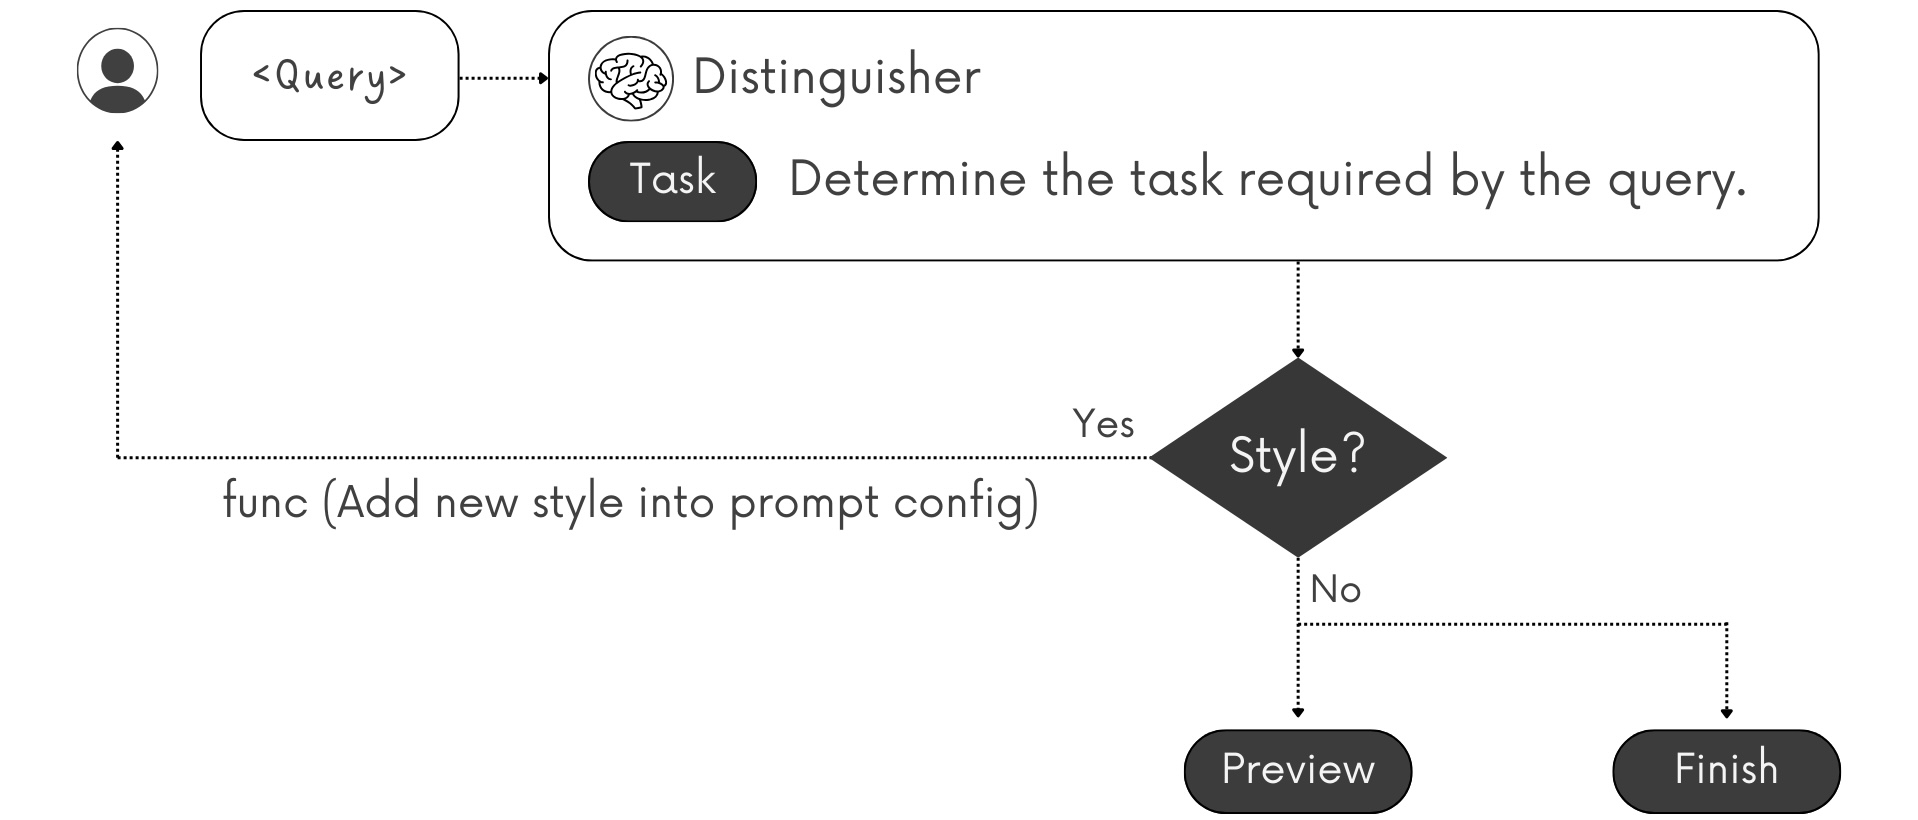 <Query>
Distinguisher
Task
Determine the task required by the query.
Yes
Style?
func (Add new style into prompt config)
No
Preview
Finish